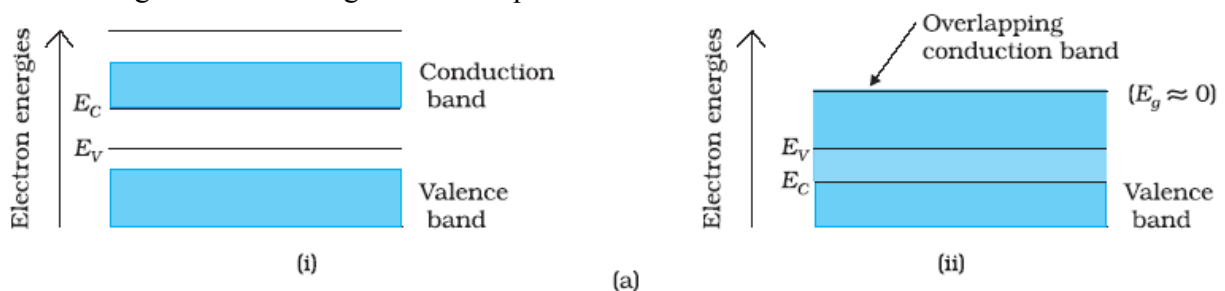 Electron energies
Conduction
band
E_C
E_V
Valence
band
(i)
Overlapping
conduction band
Electron energies
(E_g ≈ 0)
E_V
E_C
Valence
band
(ii)
(a)